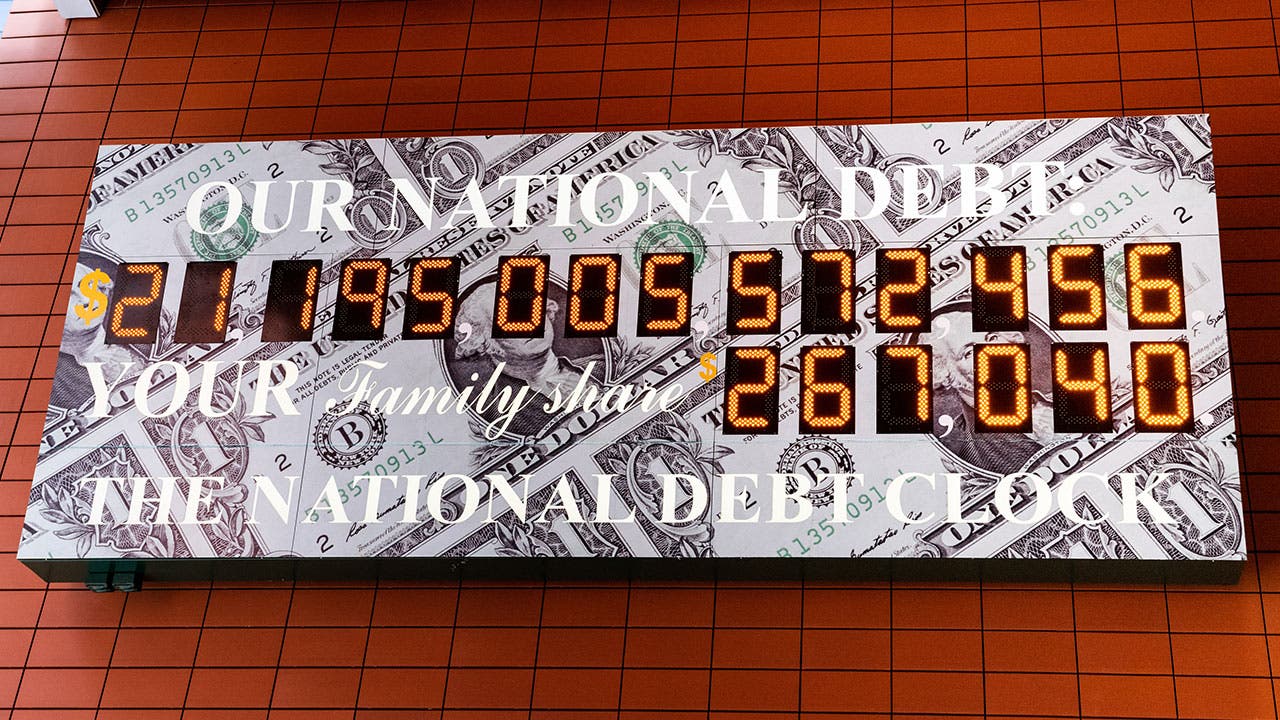 OUR NATIONAL DEBT:
$21,195,005,572,456
YOUR Family share $267,040
THE NATIONAL DEBT CLOCK